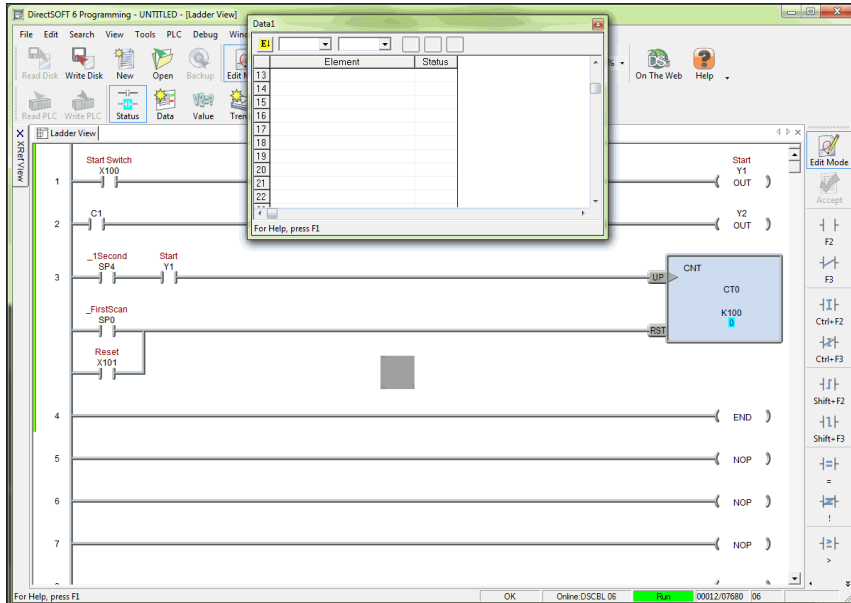 DirectSOFT 6 Programming - UNTITLED - [Ladder View]
File Edit Search View Tools PLC Debug
Read Disk Write Disk New Open Backup
On The Web Help
Read PLC Write PLC Status Data Value
XRef View
Ladder View
Data1
Element Status
13
14
15
16
17
18
19
20
21
22
For Help, press F1
1
Start Switch
X100
Start
Y1
OUT
2
C1
Y2
OUT
3
_1Second
SP4
Start
Y1
UP
CNT
CT0
K100
0
_FirstScan
SP0
RST
Reset
X101
4
END
5
NOP
6
NOP
7
NOP
Edit Mode
Accept
F2
F3
Ctrl+F2
Ctrl+F3
Shift+F2
Shift+F3
=
!
>
For Help, press F1
OK
Online:DSCBL 06
Run
00012/07680
06